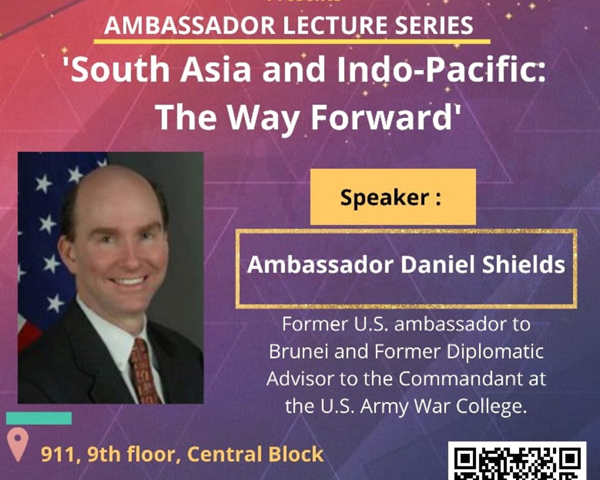 AMBASSADOR LECTURE SERIES
'South Asia and Indo-Pacific:
The Way Forward'
Speaker :
Ambassador Daniel Shields
Former U.S. ambassador to
Brunei and Former Diplomatic
Advisor to the Commandant at
the U.S. Army War College.
911, 9th floor, Central Block